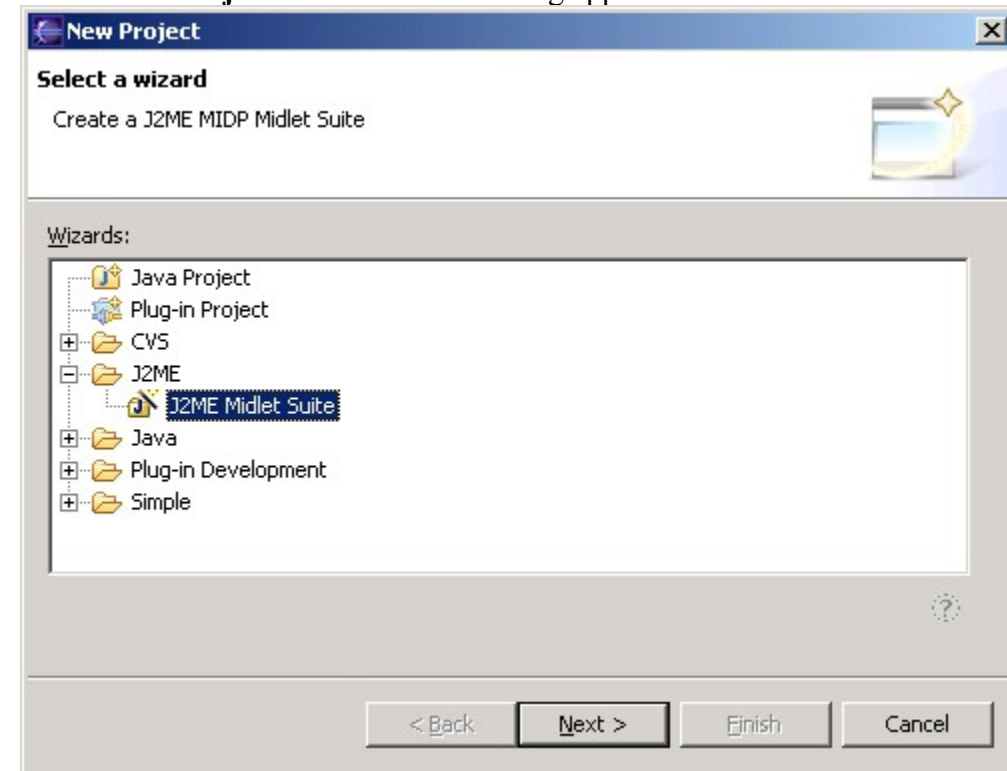 New Project
Select a wizard
Create a J2ME MIDP Midlet Suite
Wizards:
Java Project
Plug-in Project
CVS
J2ME
J2ME Midlet Suite
Java
Plug-in Development
Simple
< Back Next > Finish Cancel